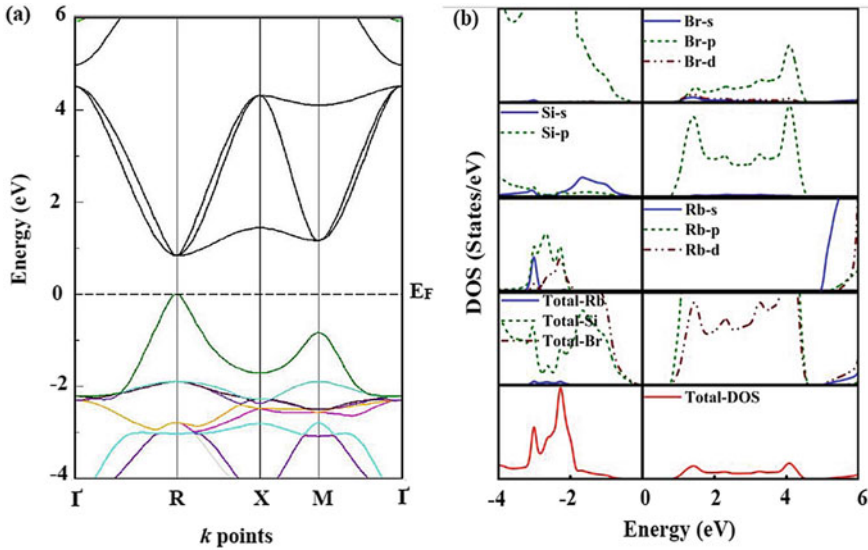 (a)
6
4
2
0
-2
-4
Energy (eV)
E_F
Γ R X M Γ
k points
(b)
Br-s
Br-p
Br-d
Si-s
Si-p
Rb-s
Rb-p
Rb-d
Total-Rb
Total-Si
Total-Br
Total-DOS
DOS (States/eV)
-4 -2 0 2 4 6
Energy (eV)